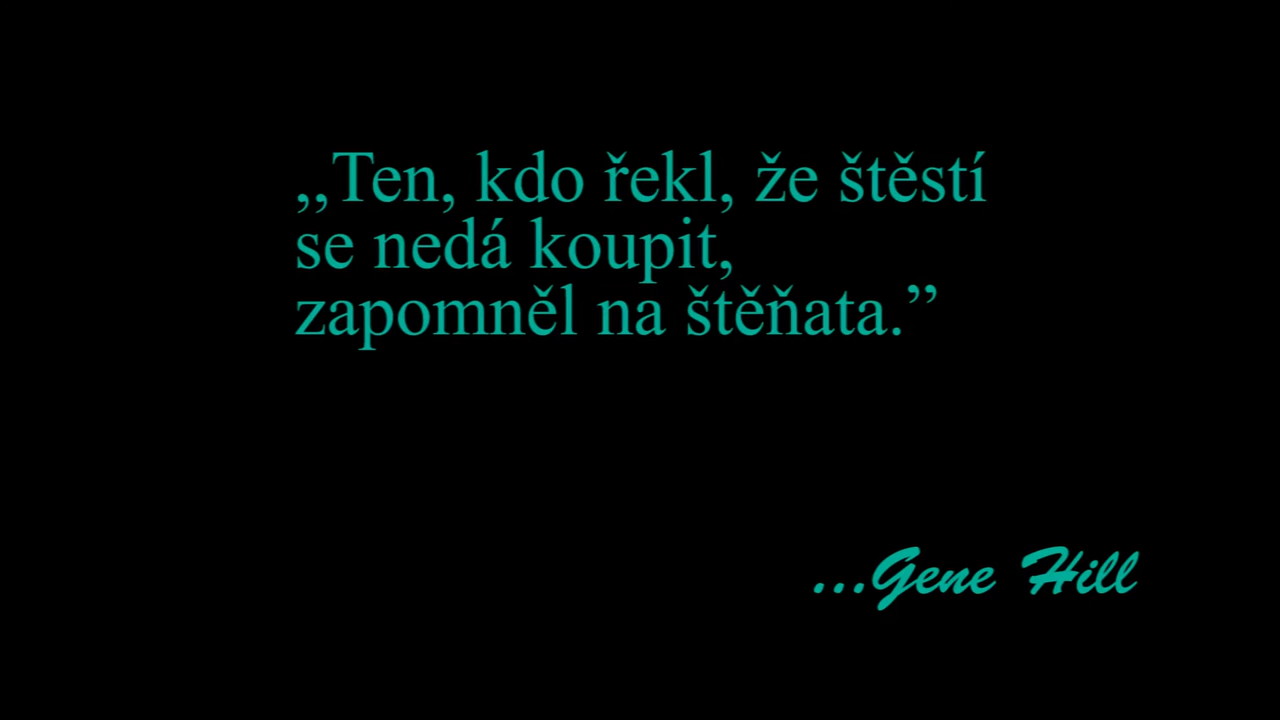 ,,Ten, kdo řekl, že štěstí
se nedá koupit,
zapomněl na štěňata.”
...Gene Hill